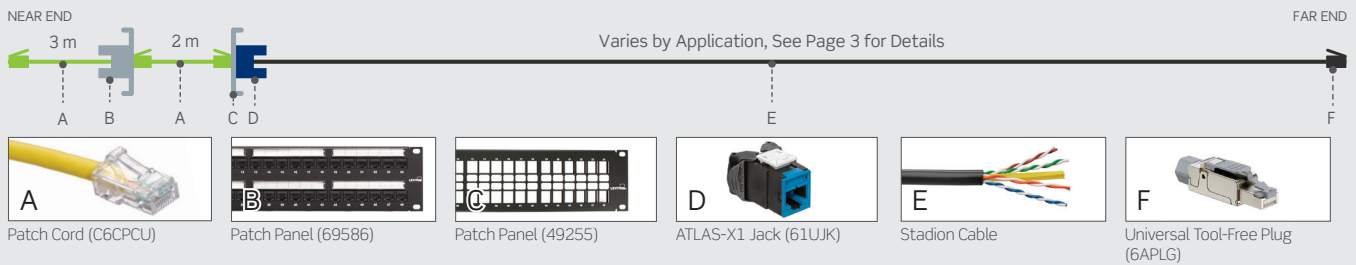 NEAR END
FAR END
3 m
2 m
Varies by Application, See Page 3 for Details
A
B
A
C
D
E
F
A
B
C
D
E
F
Patch Cord (C6CPCU)
Patch Panel (69586)
Patch Panel (49255)
ATLAS-X1 Jack (61UJK)
Stadion Cable
Universal Tool-Free Plug
(6APLG)